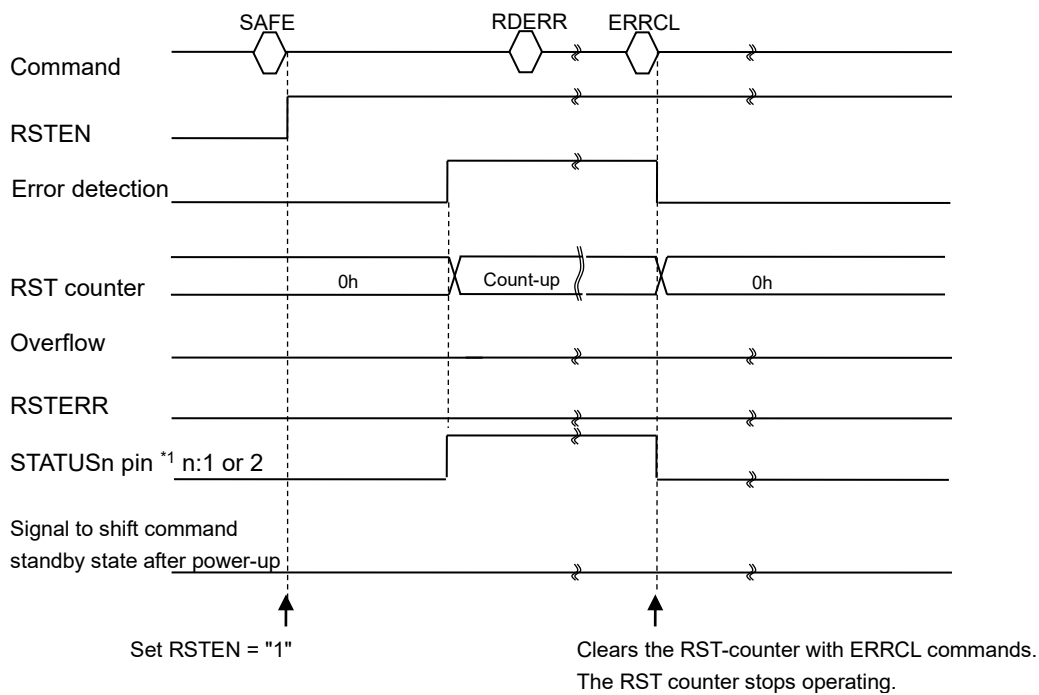 SAFE RDERR ERRCL
Command
RSTEN
Error detection
RST counter 0h Count-up 0h
Overflow
RSTERR
STATUSn pin *1 n:1 or 2
Signal to shift command
standby state after power-up
Set RSTEN = "1"
Clears the RST-counter with ERRCL commands.
The RST counter stops operating.